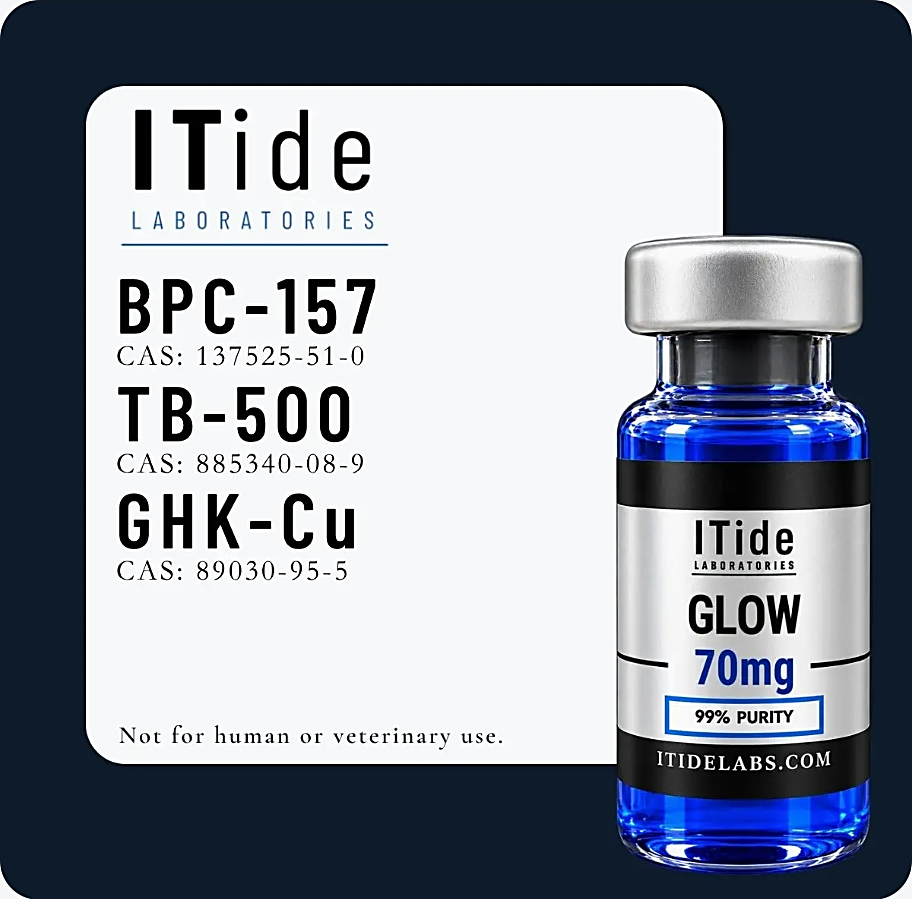 ITide
LABORATORIES
BPC-157
CAS: 137525-51-0
TB-500
CAS: 885340-08-9
GHK-Cu
CAS: 89030-95-5
Not for human or veterinary use.
ITide
LABORATORIES
GLOW
70mg
99% PURITY
ITIDELABS.COM